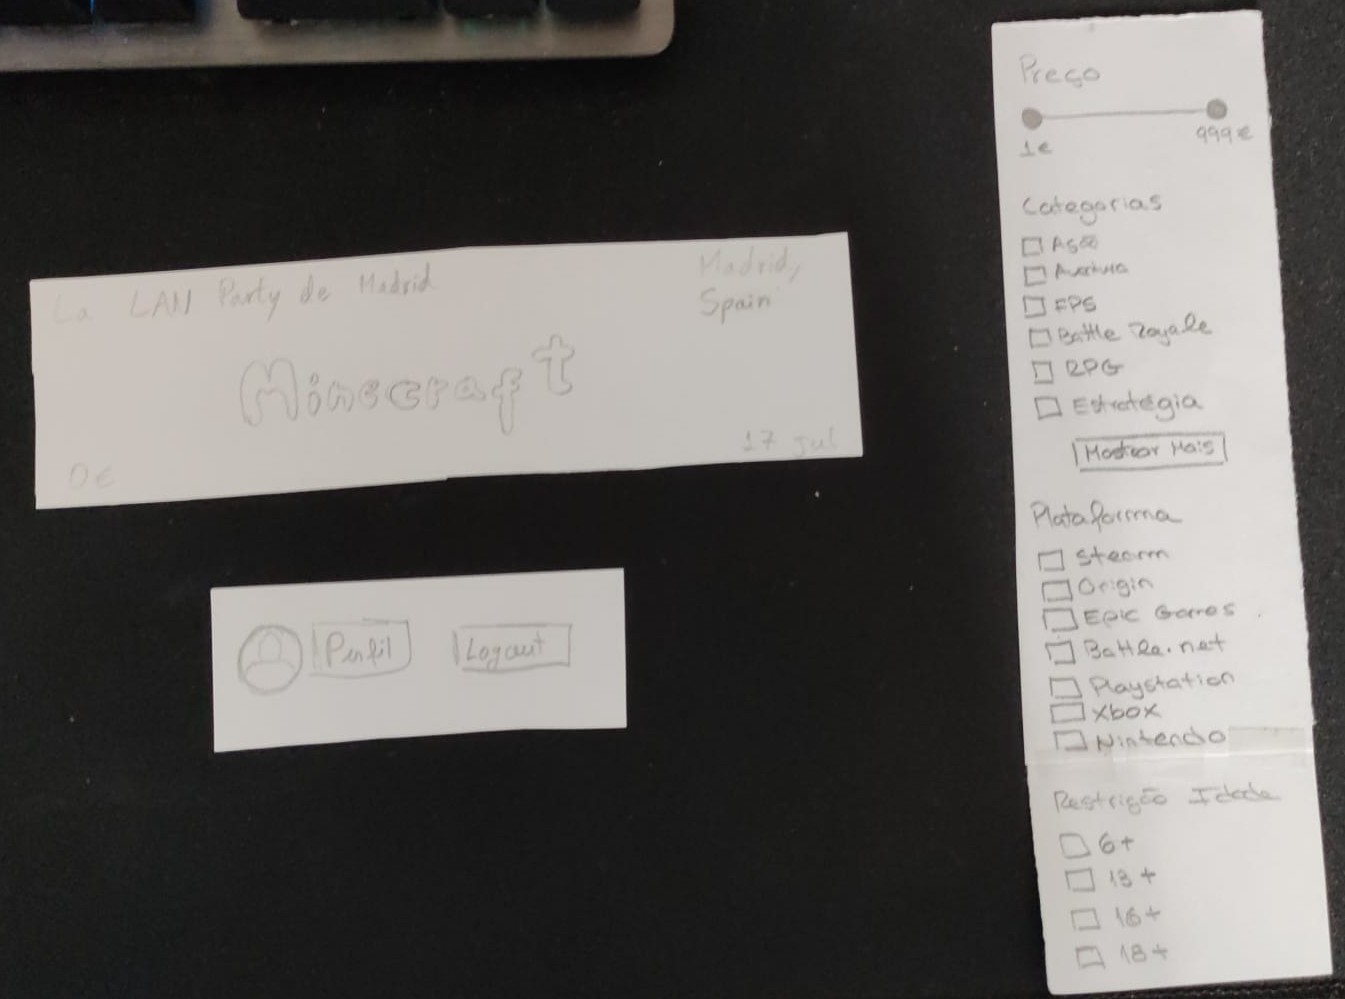 La LAN Party de Madrid
Madrid,
Spain
Minecraft
0€
17 jul
Perfil
Logout
Preço
1€
999€
Categorias
Ação
Aventura
FPS
Battle Royale
RPG
Estratégia
Mostrar Mais
Plataforma
Steam
Origin
Epic Games
Battle.net
Playstation
Xbox
Nintendo
Restrição Idade
6+
13+
16+
18+